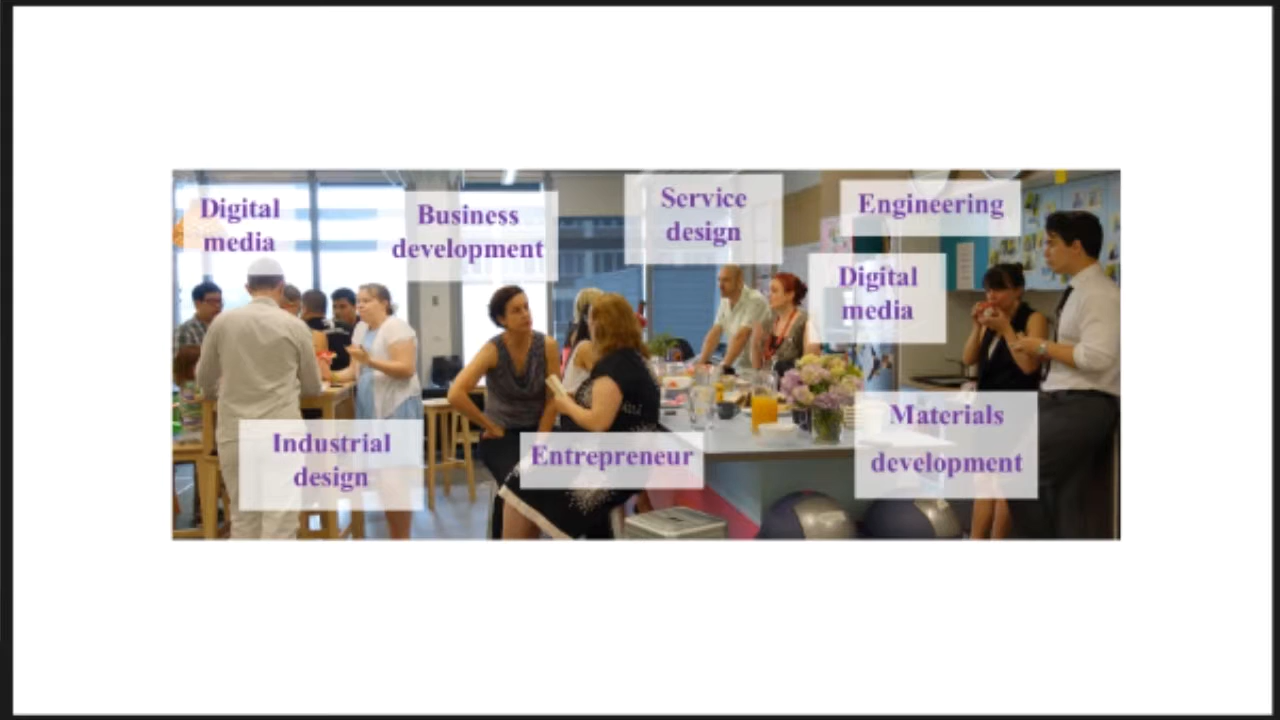 Digital
media
Business
development
Service
design
Engineering
Digital
media
Industrial
design
Entrepreneur
Materials
development